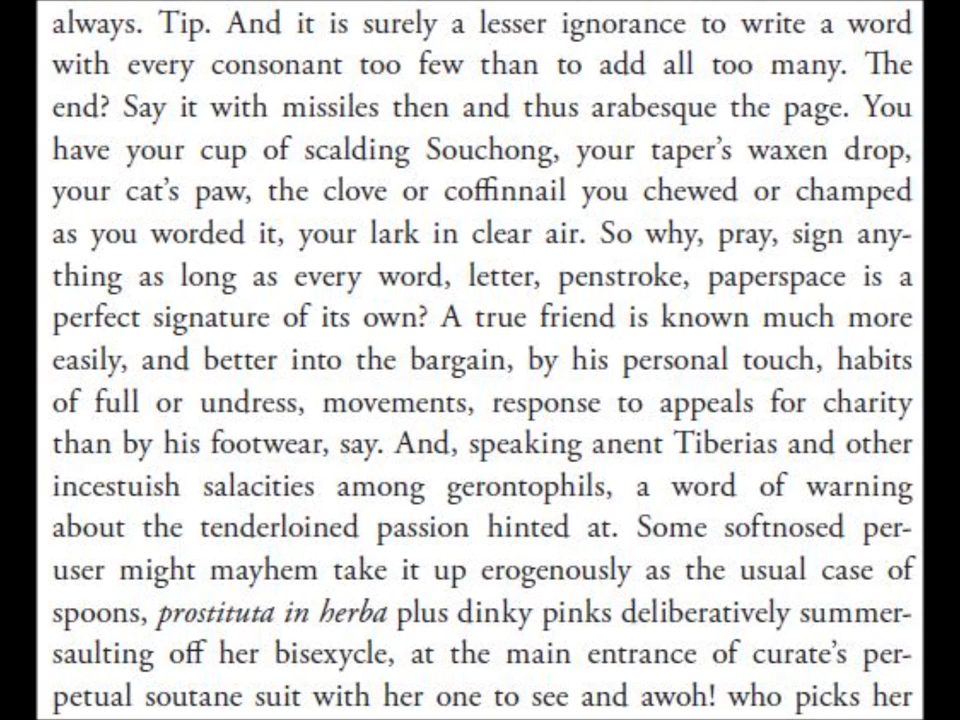 always. Tip. And it is surely a lesser ignorance to write a word
with every consonant too few than to add all too many. The
end? Say it with missiles then and thus arabesque the page. You
have your cup of scalding Souchong, your taper's waxen drop,
your cat's paw, the clove or coffinnail you chewed or champed
as you worded it, your lark in clear air. So why, pray, sign any-
thing as long as every word, letter, penstroke, paperspace is a
perfect signature of its own? A true friend is known much more
easily, and better into the bargain, by his personal touch, habits
of full or undress, movements, response to appeals for charity
than by his footwear, say. And, speaking anent Tiberias and other
incestuish salacities among gerontophils, a word of warning
about the tenderloined passion hinted at. Some softnosed per-
user might mayhem take it up erogenously as the usual case of
spoons, prostituta in herba plus dinky pinks deliberatively summer-
saulting off her bisexycle, at the main entrance of curate's per-
petual soutane suit with her one to see and awoh! who picks her